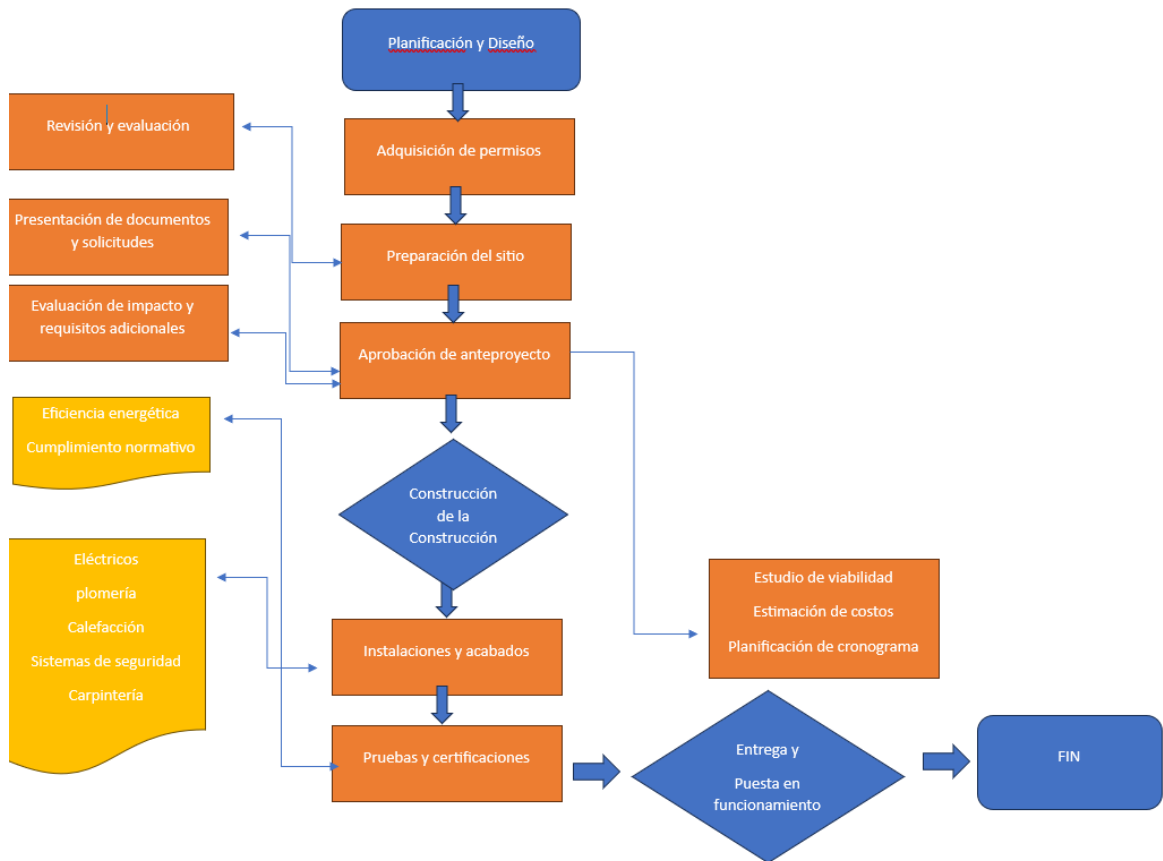 Planificación y Diseño
Revisión y evaluación
Adquisición de permisos
Presentación de documentos
y solicitudes
Preparación del sitio
Evaluación de impacto y
requisitos adicionales
Aprobación de anteproyecto
Eficiencia energética
Cumplimiento normativo
Construcción
de la
Construcción
Eléctricos
plomería
Calefacción
Sistemas de seguridad
Carpintería
Estudio de viabilidad
Estimación de costos
Planificación de cronograma
Instalaciones y acabados
Pruebas y certificaciones
Entrega y
Puesta en
funcionamiento
FIN